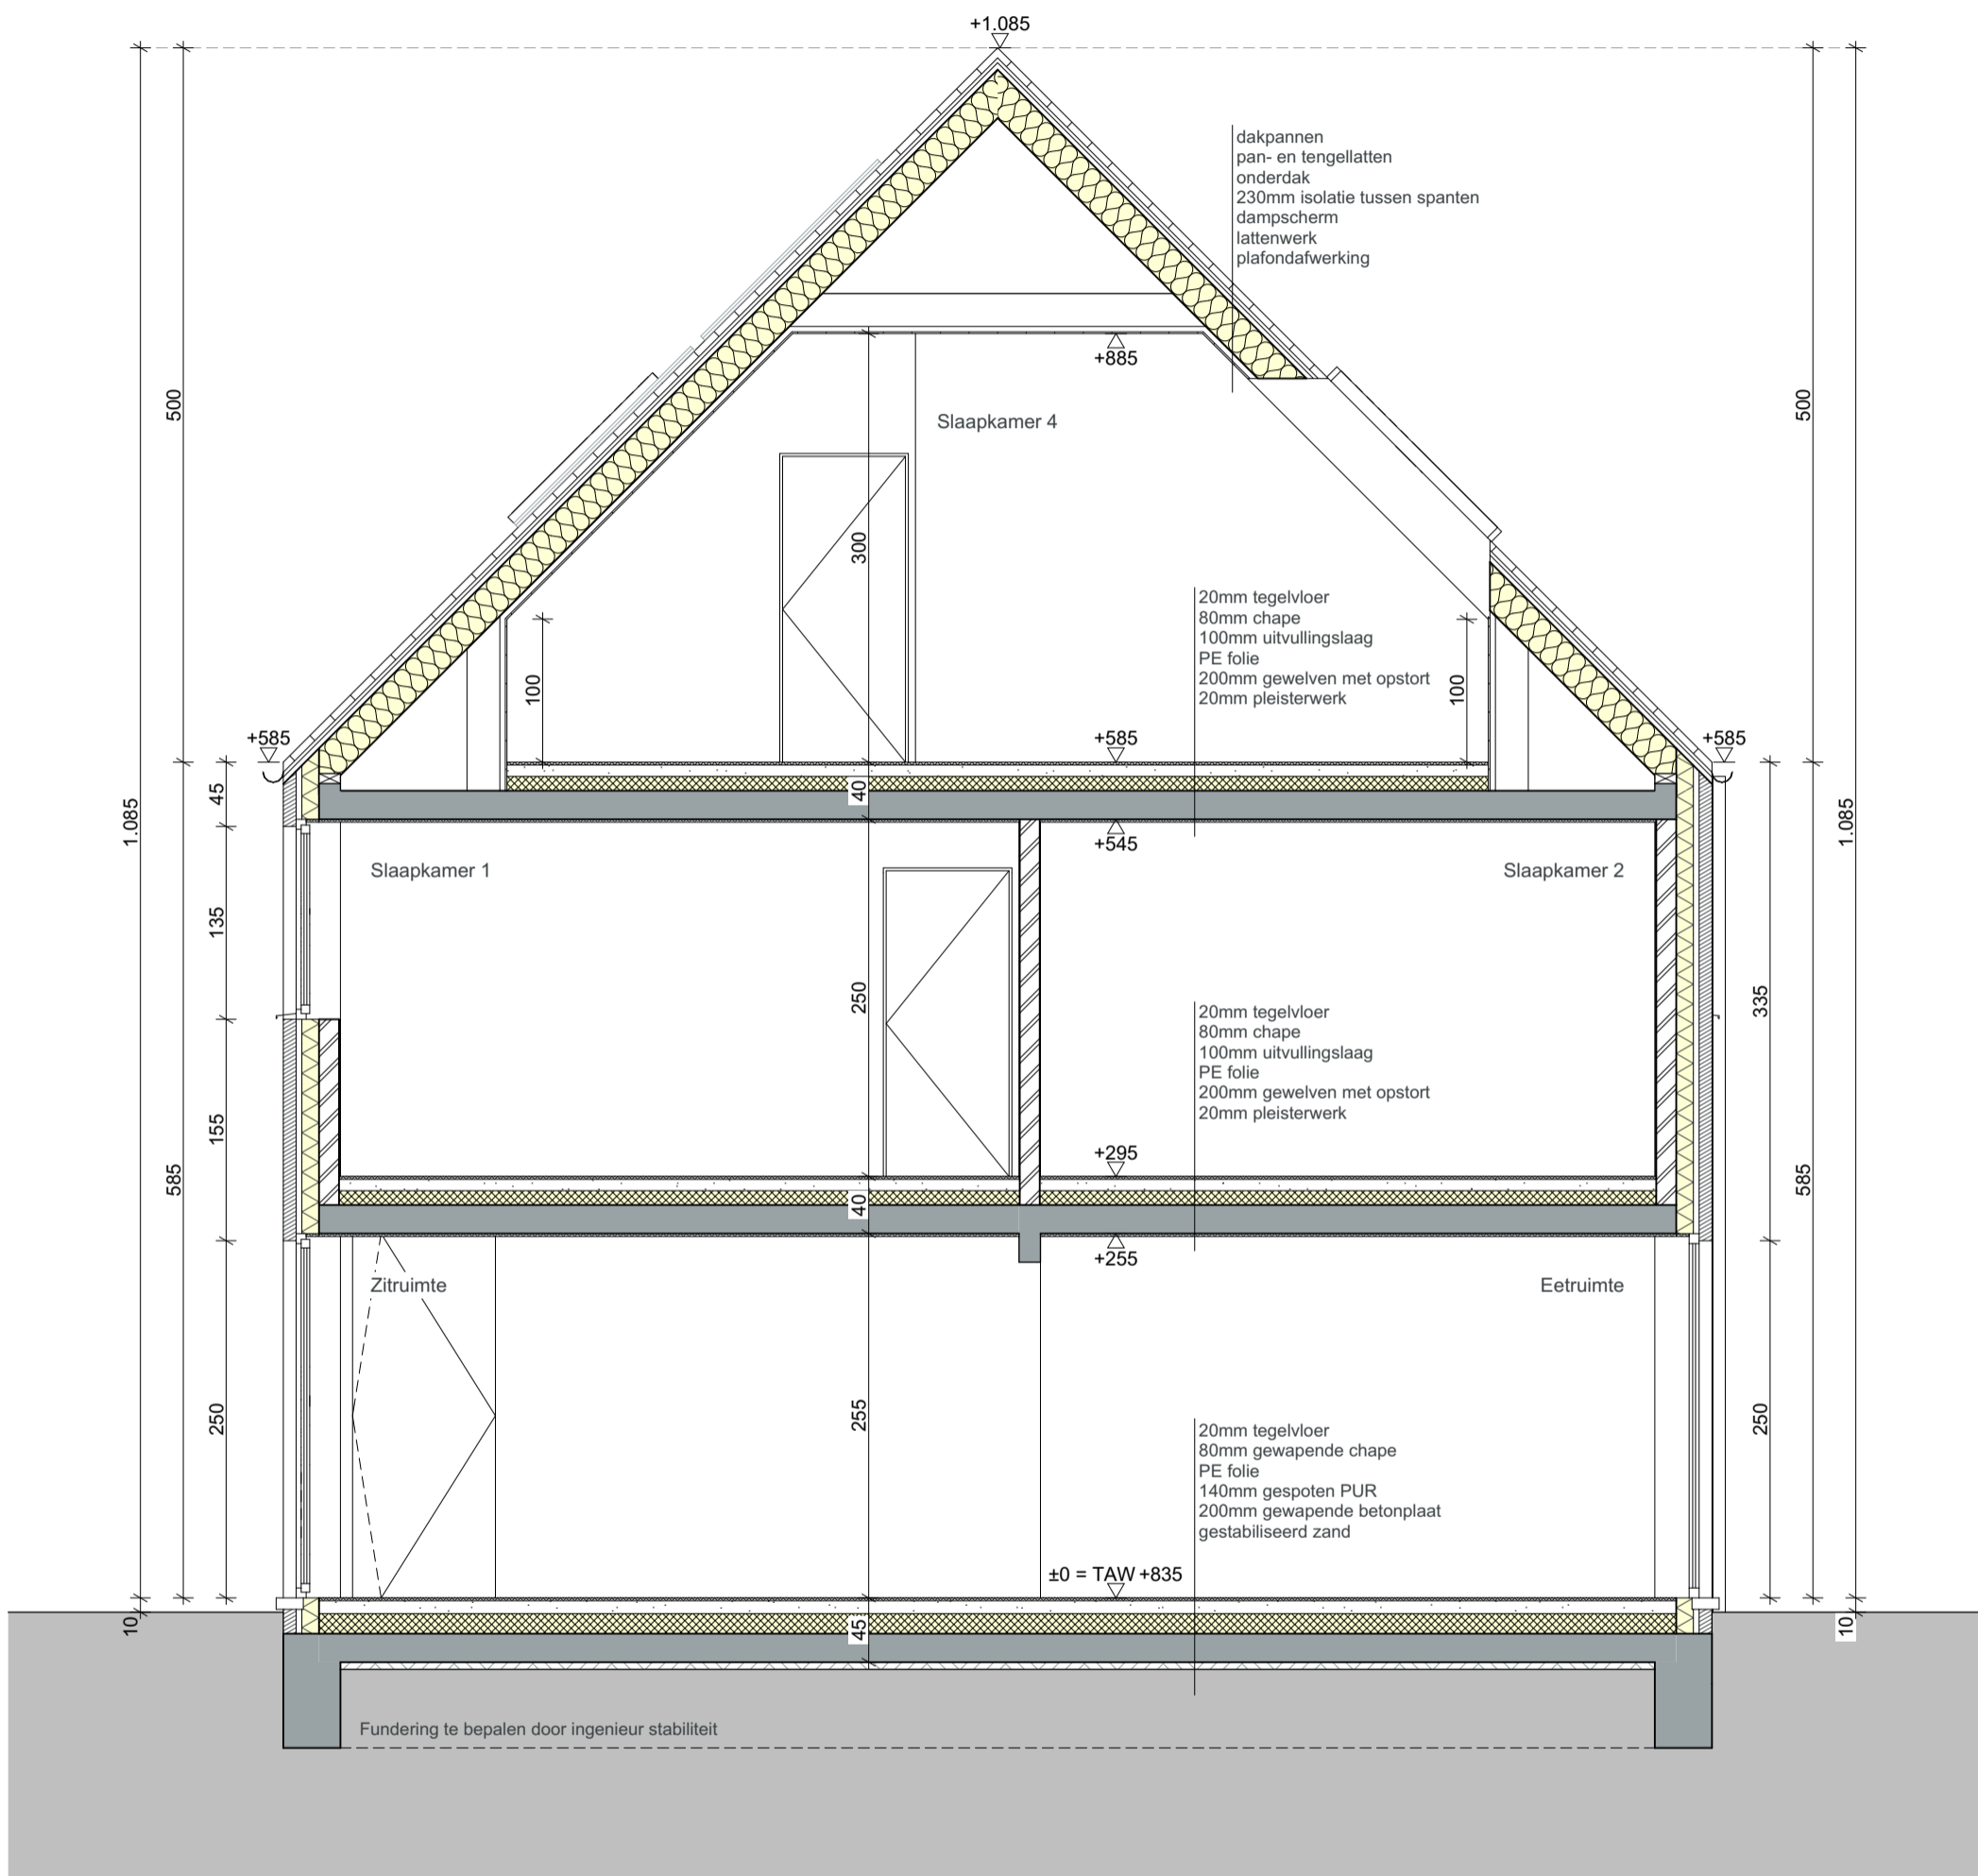 +1.085
dakpannen
pan- en tengellatten
onderdak
230mm isolatie tussen spanten
dampscherm
lattenwerk
plafondafwerking
+885
500
500
Slaapkamer 4
300
20mm tegelvloer
80mm chape
100mm uitvullingslaag
PE folie
200mm gewelven met opstort
20mm pleisterwerk
100
100
+585
+585
+585
45
40
1.085
1.085
+545
Slaapkamer 1
Slaapkamer 2
135
250
335
20mm tegelvloer
80mm chape
100mm uitvullingslaag
PE folie
200mm gewelven met opstort
20mm pleisterwerk
155
+295
585
585
40
+255
Zitruimte
Eetruimte
250
255
250
20mm tegelvloer
80mm gewapende chape
PE folie
140mm gespoten PUR
200mm gewapende betonplaat
gestabiliseerd zand
±0 = TAW +835
10
45
10
Fundering te bepalen door ingenieur stabiliteit